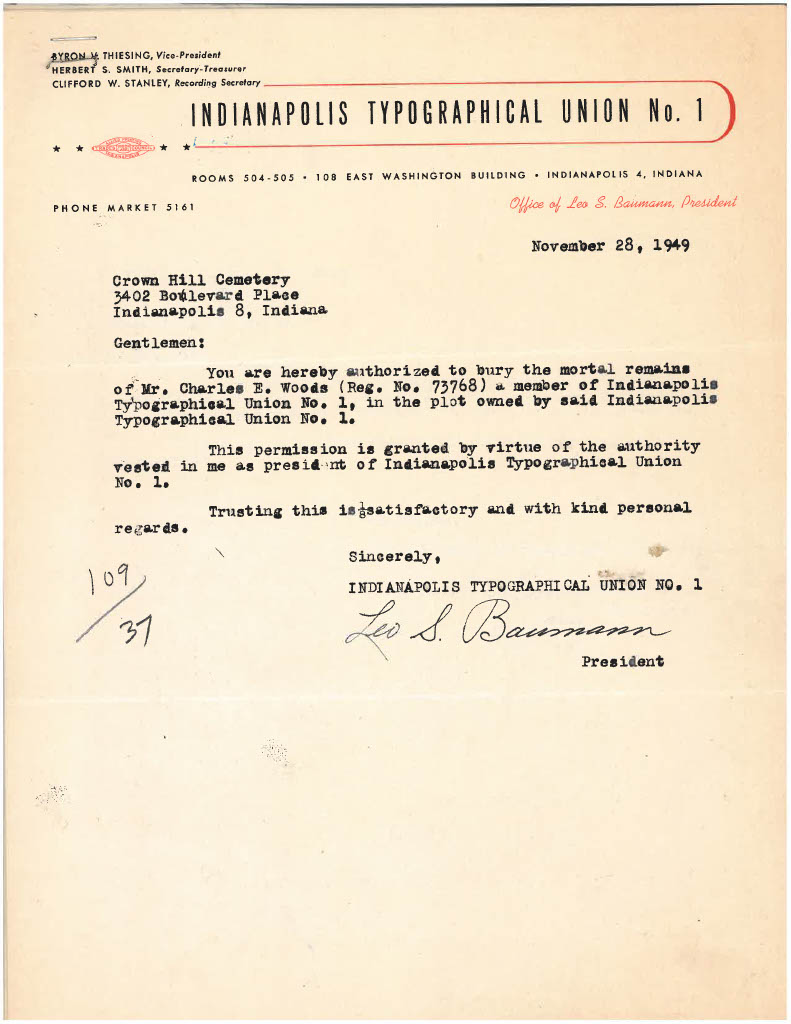 BYRON V. THIESING, Vice-President
HERBERT S. SMITH, Secretary-Treasurer
CLIFFORD W. STANLEY, Recording Secretary
INDIANAPOLIS TYPOGRAPHICAL UNION No. 1
ROOMS 504-505 • 108 EAST WASHINGTON BUILDING • INDIANAPOLIS 4, INDIANA
PHONE MARKET 5161
Office of Leo S. Baumann, President
November 28, 1949
Crown Hill Cemetery
3402 Boulevard Place
Indianapolis 8, Indiana
Gentlemen:
You are hereby authorized to bury the mortal remains
of Mr. Charles E. Woods (Reg. No. 73768) a member of Indianapolis
Typographical Union No. 1, in the plot owned by said Indianapolis
Typographical Union No. 1.
This permission is granted by virtue of the authority
vested in me as president of Indianapolis Typographical Union
No. 1.
Trusting this is satisfactory and with kind personal
regards.
Sincerely,
INDIANAPOLIS TYPOGRAPHICAL UNION NO. 1
109/37
Leo S. Baumann
President